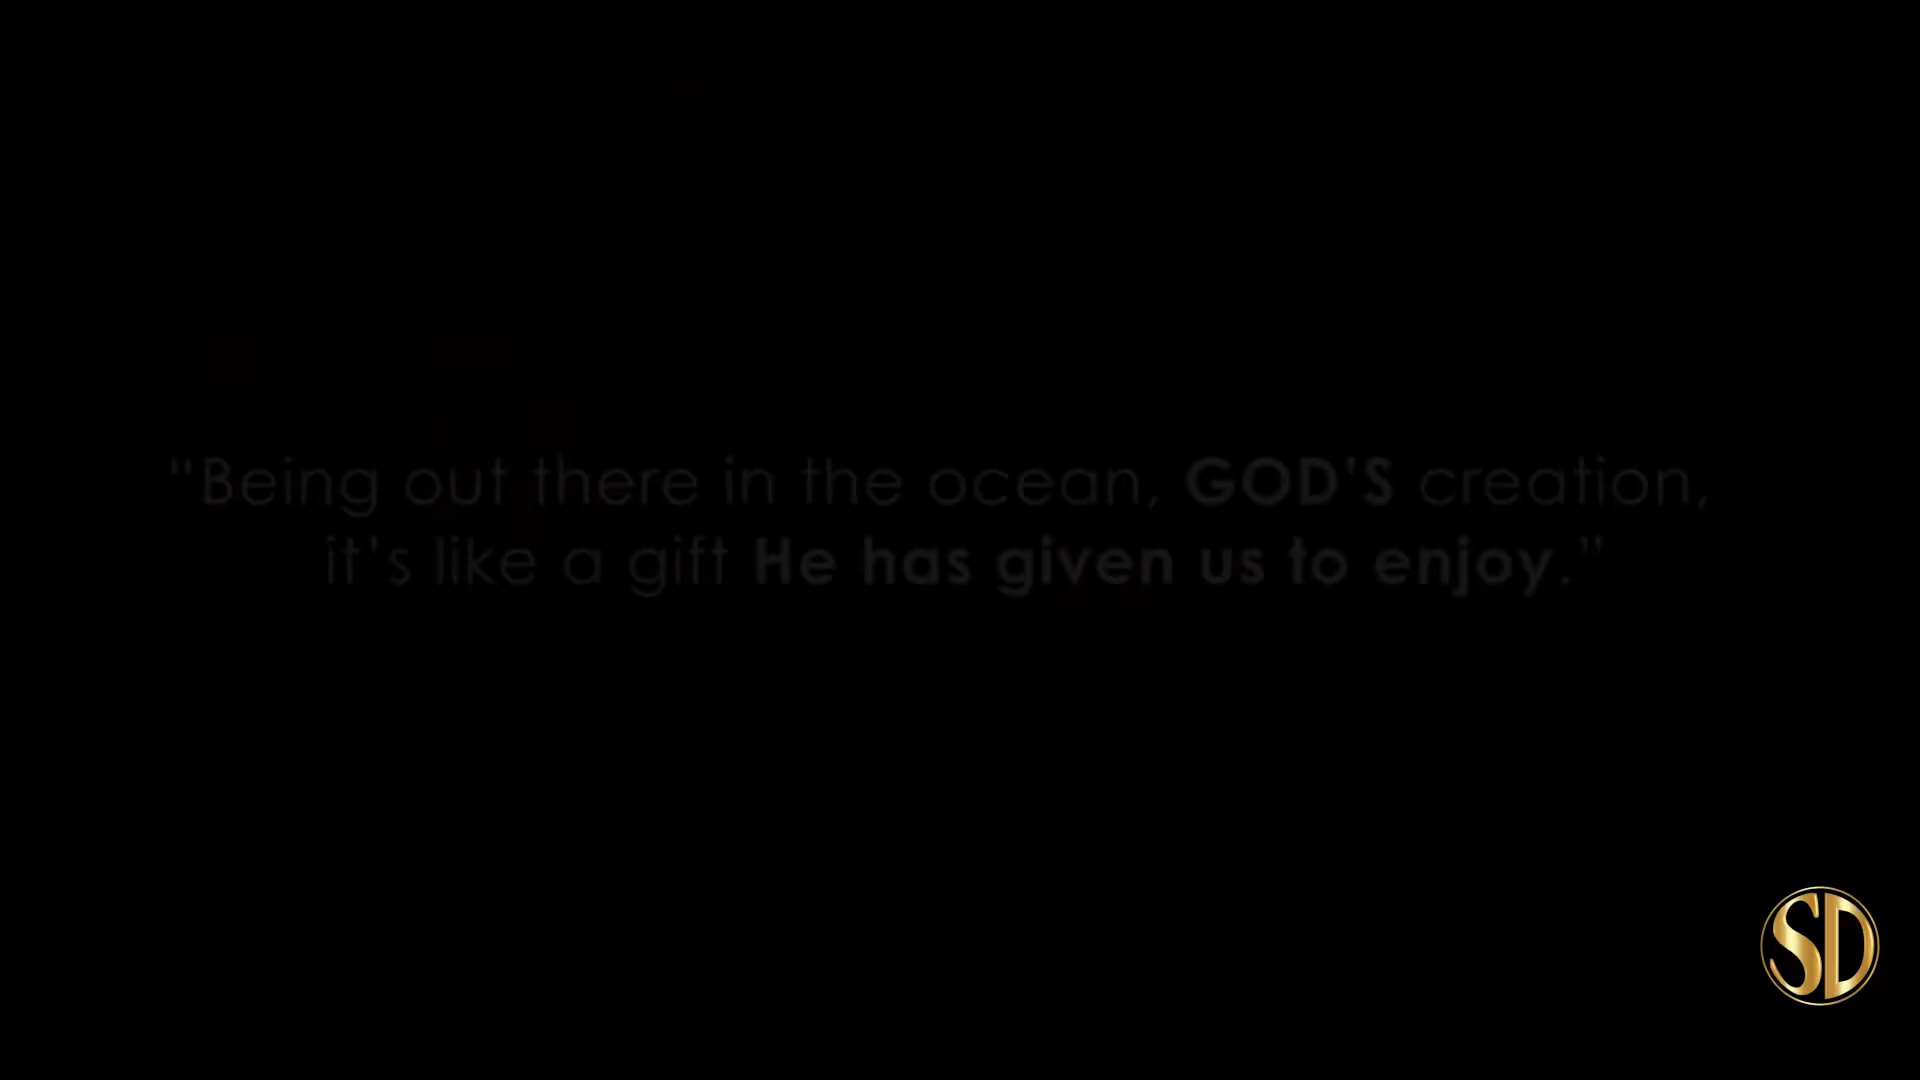 “Being out there in the ocean, GOD'S creation,
it's like a gift He has given us to enjoy.”
SD